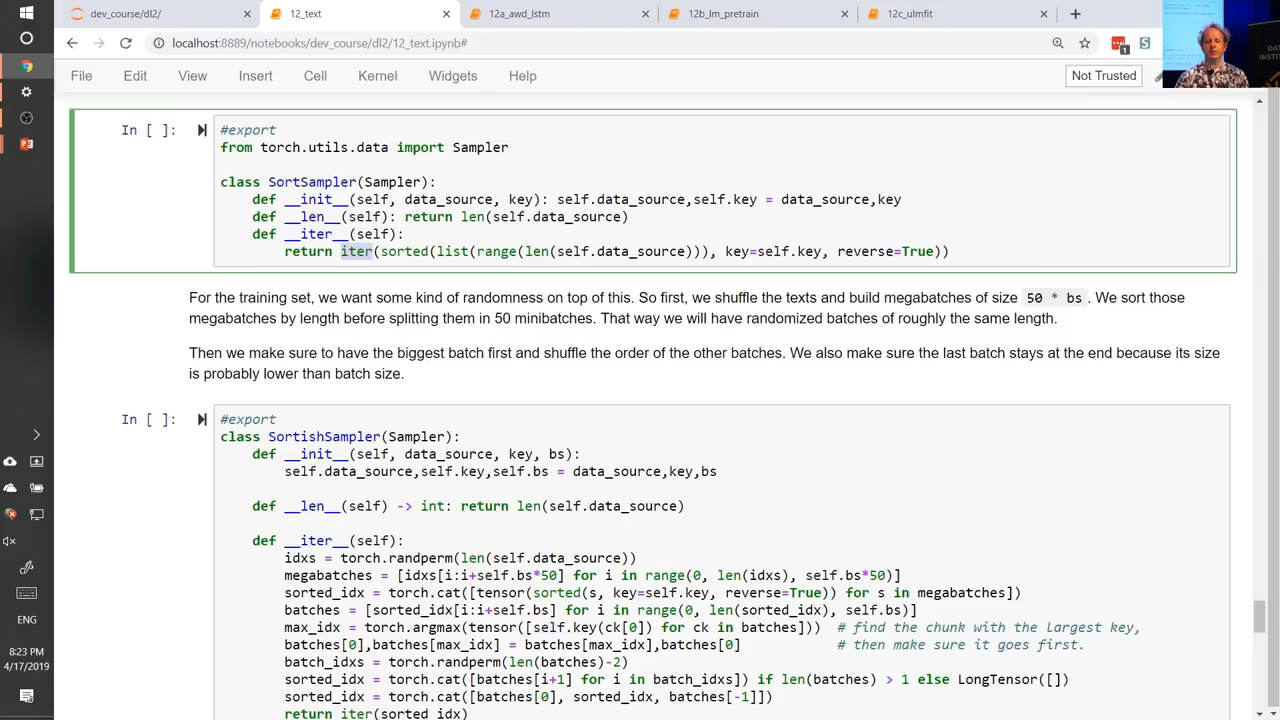 dev_course/dl2/
12_text
12a_awd_lstm
12b_lm_pretrain
12c_ulmfit
localhost:8889/notebooks/dev_course/dl2/12_text.ipynb#
1
S
File Edit View Insert Cell Kernel Widgets Help
Not Trusted
In [ ]:
#export
from torch.utils.data import Sampler
class SortSampler(Sampler):
def __init__(self, data_source, key): self.data_source,self.key = data_source,key
def __len__(self): return len(self.data_source)
def __iter__(self):
return iter(sorted(list(range(len(self.data_source))), key=self.key, reverse=True))
For the training set, we want some kind of randomness on top of this. So first, we shuffle the texts and build megabatches of size 50 * bs . We sort those
megabatches by length before splitting them in 50 minibatches. That way we will have randomized batches of roughly the same length.
Then we make sure to have the biggest batch first and shuffle the order of the other batches. We also make sure the last batch stays at the end because its size
is probably lower than batch size.
In [ ]:
#export
class SortishSampler(Sampler):
def __init__(self, data_source, key, bs):
self.data_source,self.key,self.bs = data_source,key,bs
def __len__(self) -> int: return len(self.data_source)
def __iter__(self):
idxs = torch.randperm(len(self.data_source))
megabatches = [idxs[i:i+self.bs*50] for i in range(0, len(idxs), self.bs*50)]
sorted_idx = torch.cat([tensor(sorted(s, key=self.key, reverse=True)) for s in megabatches])
batches = [sorted_idx[i:i+self.bs] for i in range(0, len(sorted_idx), self.bs)]
max_idx = torch.argmax(tensor([self.key(ck[0]) for ck in batches])) # find the chunk with the largest key,
batches[0],batches[max_idx] = batches[max_idx],batches[0] # then make sure it goes first.
batch_idxs = torch.randperm(len(batches)-2)
sorted_idx = torch.cat([batches[i+1] for i in batch_idxs]) if len(batches) > 1 else LongTensor([])
sorted_idx = torch.cat([batches[0], sorted_idx, batches[-1]])
return iter(sorted_idx)
ENG
8:23 PM
4/17/2019